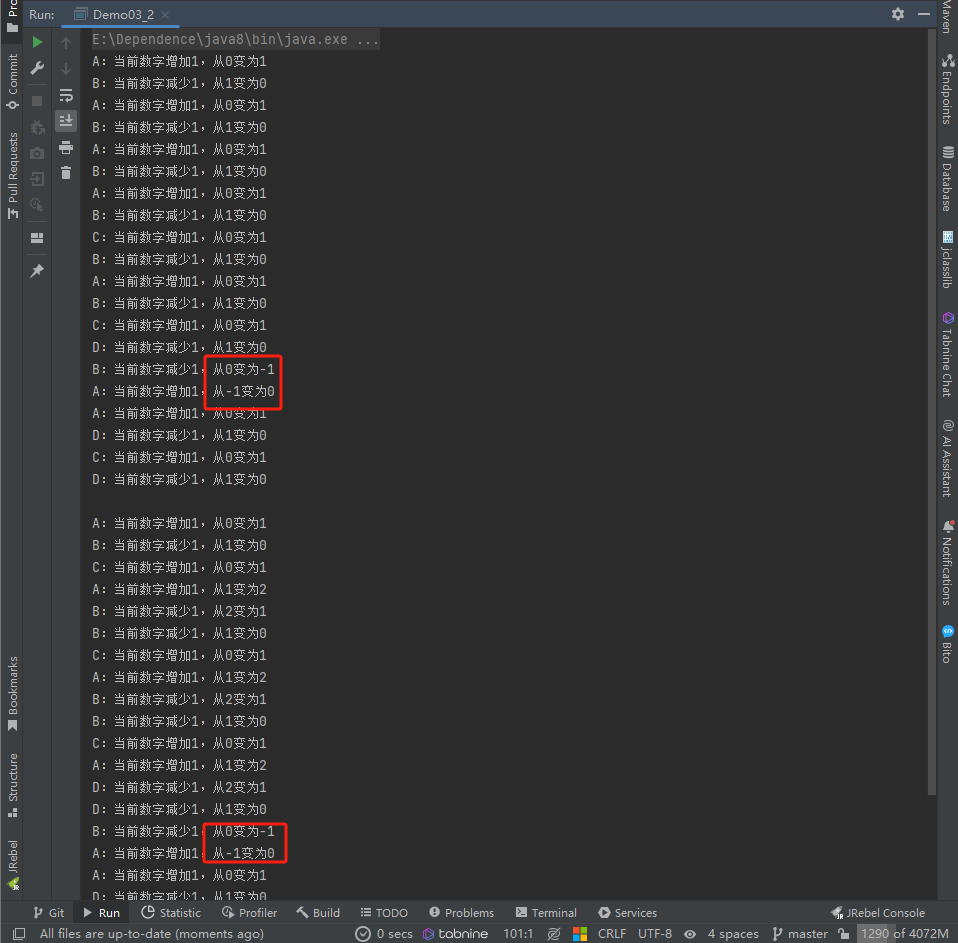 Run: Demo03_2
E:\Dependence\java8\bin\java.exe ...
A：当前数字增加1，从0变为1
B：当前数字减少1，从1变为0
A：当前数字增加1，从0变为1
B：当前数字减少1，从1变为0
A：当前数字增加1，从0变为1
B：当前数字减少1，从1变为0
A：当前数字增加1，从0变为1
B：当前数字减少1，从1变为0
C：当前数字增加1，从0变为1
B：当前数字减少1，从1变为0
A：当前数字增加1，从0变为1
B：当前数字减少1，从1变为0
C：当前数字增加1，从0变为1
D：当前数字减少1，从1变为0
B：当前数字减少1，从0变为-1
A：当前数字增加1，从-1变为0
A：当前数字增加1，从0变为1
D：当前数字减少1，从1变为0
C：当前数字增加1，从0变为1
D：当前数字减少1，从1变为0
A：当前数字增加1，从0变为1
B：当前数字减少1，从1变为0
C：当前数字增加1，从0变为1
A：当前数字增加1，从1变为2
B：当前数字减少1，从2变为1
B：当前数字减少1，从1变为0
C：当前数字增加1，从0变为1
A：当前数字增加1，从1变为2
B：当前数字减少1，从2变为1
B：当前数字减少1，从1变为0
C：当前数字增加1，从0变为1
A：当前数字增加1，从1变为2
D：当前数字减少1，从2变为1
D：当前数字减少1，从1变为0
B：当前数字减少1，从0变为-1
A：当前数字增加1，从-1变为0
A：当前数字增加1，从0变为1
D：当前数字减少1，从1变为0
Commit
Pull Requests
Bookmarks
Structure
JRebel
Maven
Endpoints
Database
jclasslib
Tabnine Chat
AI Assistant
Notifications
Bito
Git Run Statistic Profiler Build TODO Problems Terminal Services JRebel Console
All files are up-to-date (moments ago) 0 secs tabnine 101:1 CRLF UTF-8 4 spaces master 1290 of 4072M